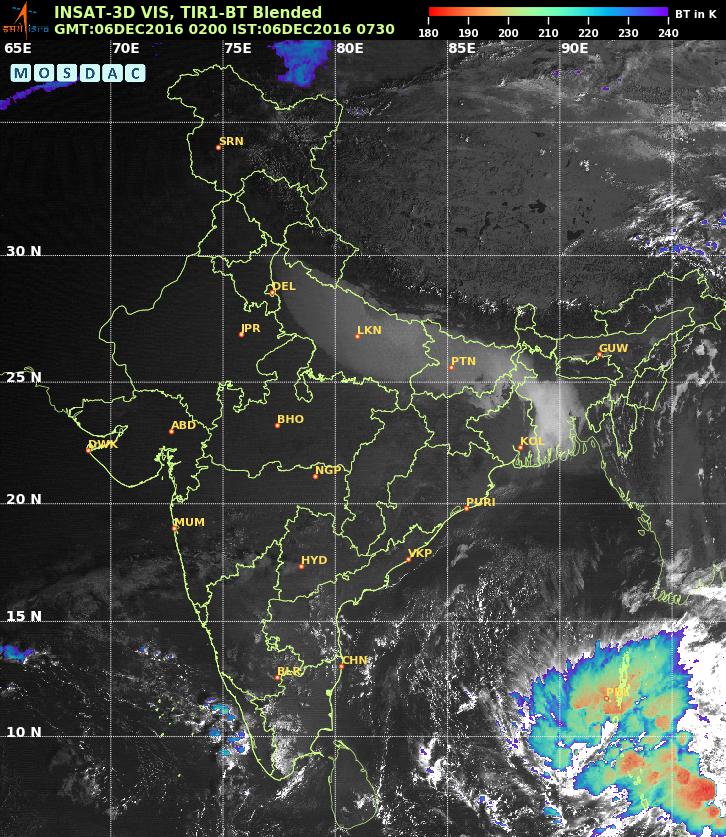 INSAT-3D VIS, TIR1-BT Blended
GMT:06DEC2016 0200 IST:06DEC2016 0730
BT in K
180 190 200 210 220 230 240
65E 70E 75E 80E 85E 90E
MOSDAC
SRN
30 N
DEL
JPR
LKN
GUW
PTN
25 N
BHO
ABD
DWK
KOL
NGP
20 N
PURI
MUM
VKP
HYD
15 N
CHN
BLR
10 N